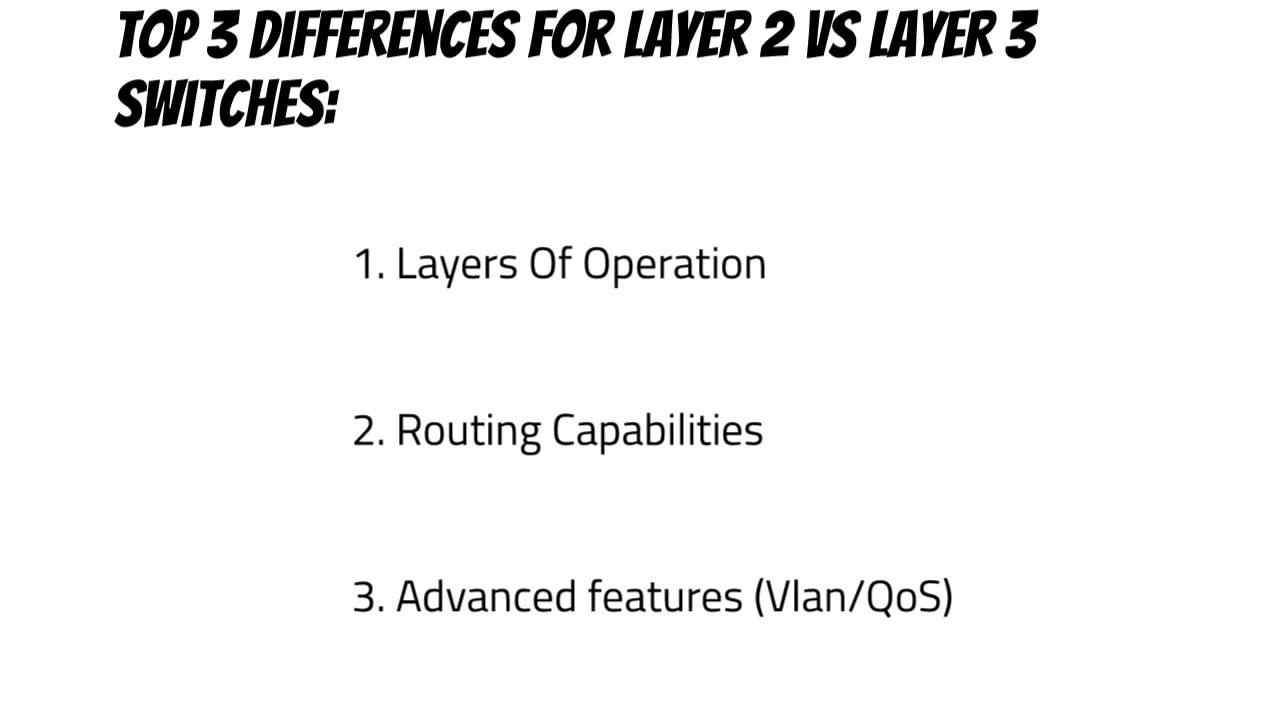 TOP 3 DIFFERENCES FOR LAYER 2 VS LAYER 3
SWITCHES:
1. Layers Of Operation
2. Routing Capabilities
3. Advanced features (Vlan/QoS)